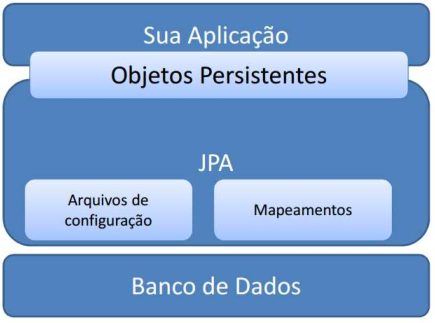 Sua Aplicação
Objetos Persistentes
JPA
Arquivos de
configuração
Mapeamentos
Banco de Dados